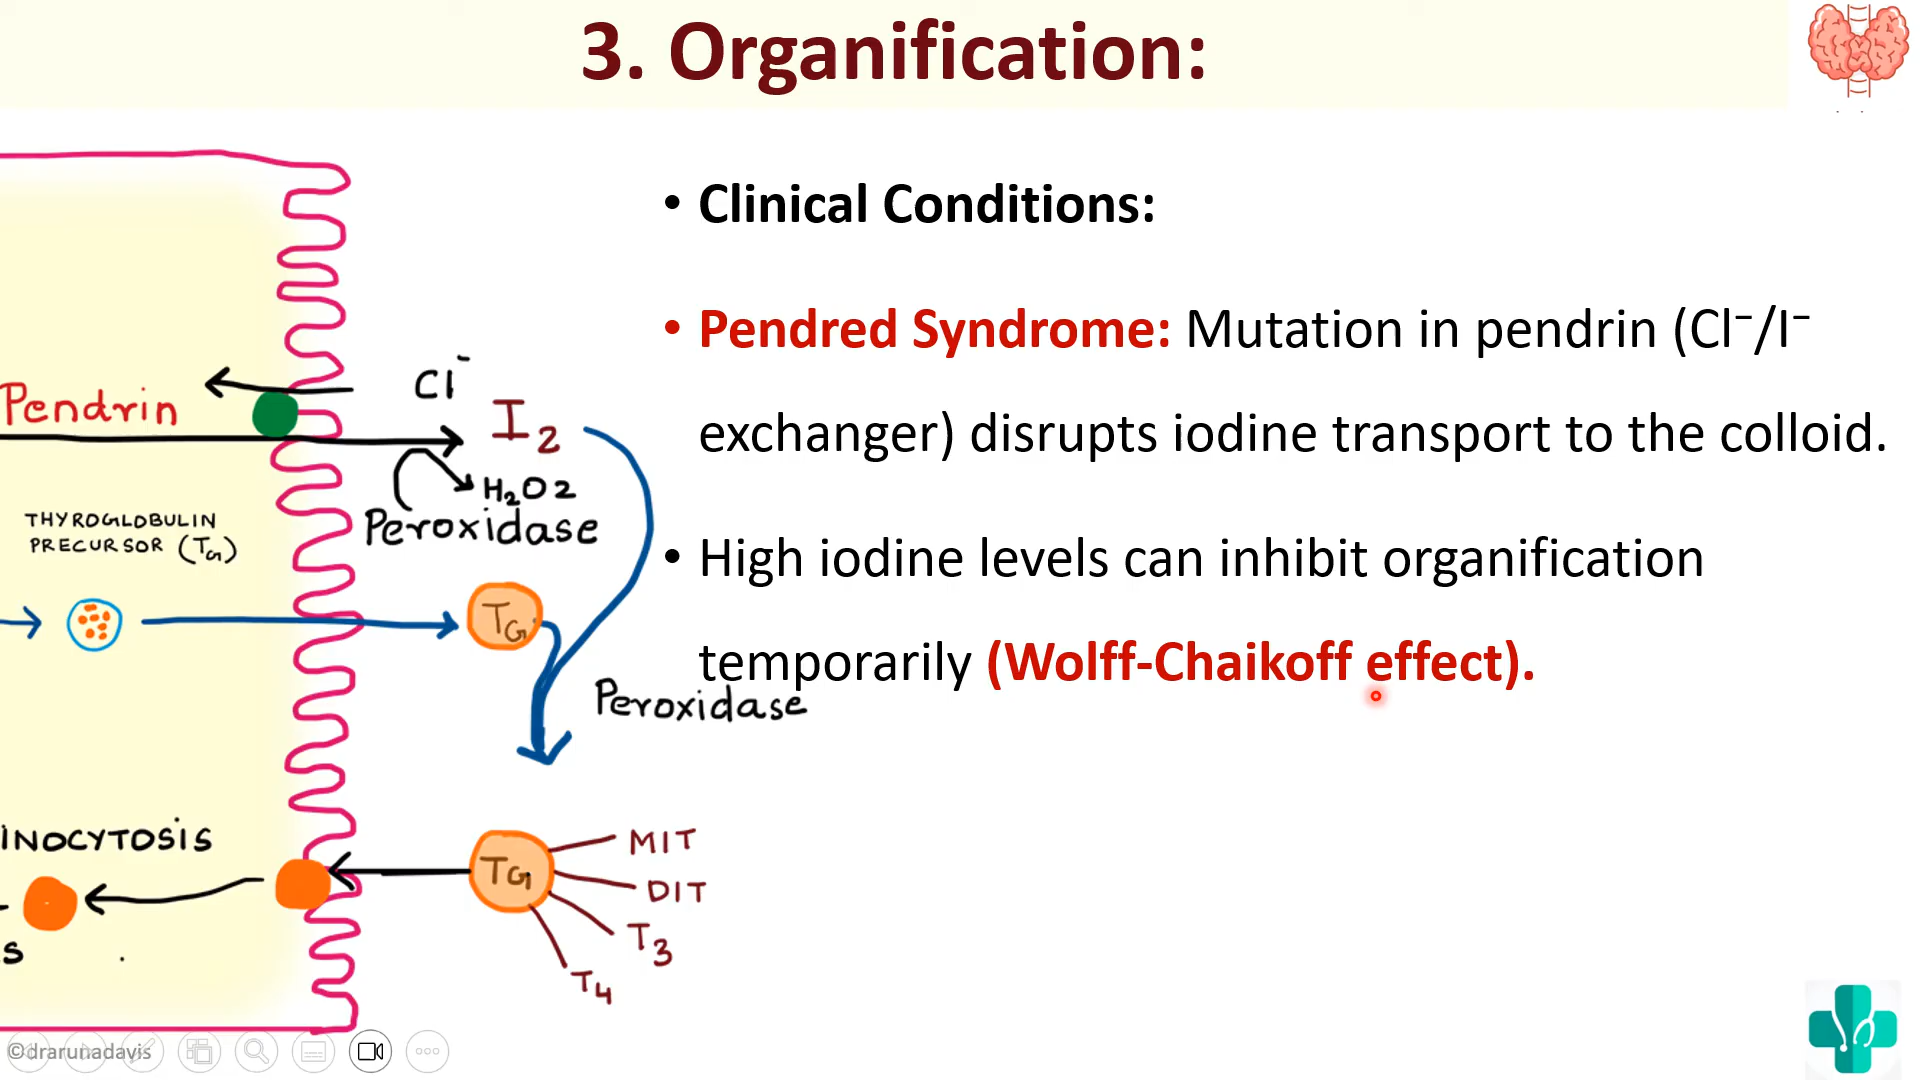 3. Organification:
• Clinical Conditions:
• Pendred Syndrome: Mutation in pendrin (Cl⁻/I⁻
exchanger) disrupts iodine transport to the colloid.
• High iodine levels can inhibit organification
temporarily (Wolff-Chaikoff effect).
Cl⁻
Pendrin
I₂
H₂O2
Peroxidase
THYROGLOBULIN
PRECURSOR (TG)
TG
Peroxidase
INOCYTOSIS
TG
MIT
DIT
T3
T4
S
©drarunadavis